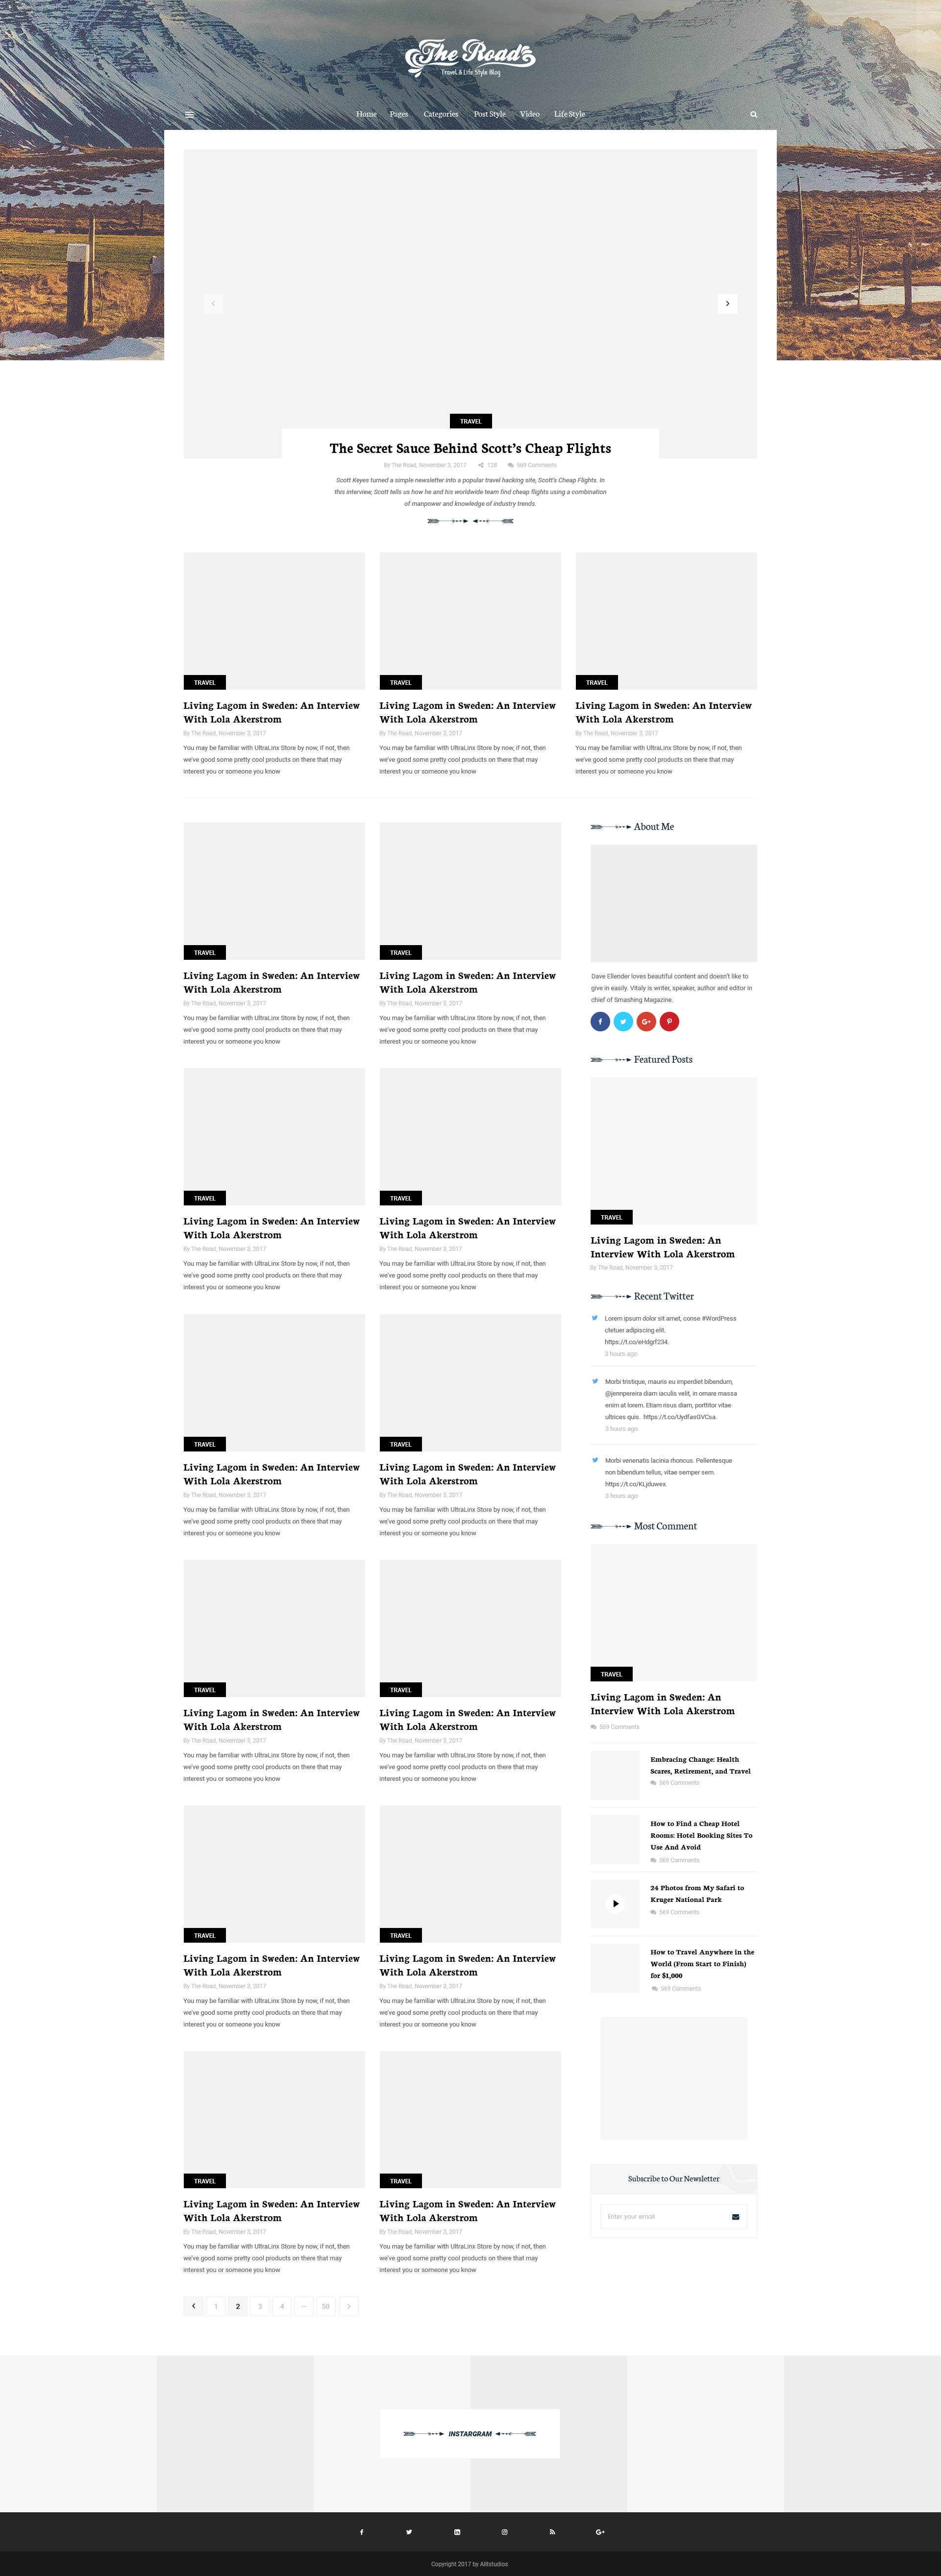 The Road's
Travel & Life Style Blog
Home Pages Categories Post Style Video Life Style
TRAVEL
The Secret Sauce Behind Scott's Cheap Flights
By The Road, November 3, 2017 128 569 Comments
Scott Keyes turned a simple newsletter into a popular travel hacking site, Scott's Cheap Flights. In
this interview, Scott tells us how he and his worldwide team find cheap flights using a combination
of manpower and knowledge of industry trends.
TRAVEL
Living Lagom in Sweden: An Interview
With Lola Akerstrom
By The Road, November 3, 2017
You may be familiar with UltraLinx Store by now, if not, then
we've good some pretty cool products on there that may
interest you or someone you know
TRAVEL
Living Lagom in Sweden: An Interview
With Lola Akerstrom
By The Road, November 3, 2017
You may be familiar with UltraLinx Store by now, if not, then
we've good some pretty cool products on there that may
interest you or someone you know
TRAVEL
Living Lagom in Sweden: An Interview
With Lola Akerstrom
By The Road, November 3, 2017
You may be familiar with UltraLinx Store by now, if not, then
we've good some pretty cool products on there that may
interest you or someone you know
TRAVEL
Living Lagom in Sweden: An Interview
With Lola Akerstrom
By The Road, November 3, 2017
You may be familiar with UltraLinx Store by now, if not, then
we've good some pretty cool products on there that may
interest you or someone you know
TRAVEL
Living Lagom in Sweden: An Interview
With Lola Akerstrom
By The Road, November 3, 2017
You may be familiar with UltraLinx Store by now, if not, then
we've good some pretty cool products on there that may
interest you or someone you know
TRAVEL
Living Lagom in Sweden: An Interview
With Lola Akerstrom
By The Road, November 3, 2017
You may be familiar with UltraLinx Store by now, if not, then
we've good some pretty cool products on there that may
interest you or someone you know
TRAVEL
Living Lagom in Sweden: An Interview
With Lola Akerstrom
By The Road, November 3, 2017
You may be familiar with UltraLinx Store by now, if not, then
we've good some pretty cool products on there that may
interest you or someone you know
TRAVEL
Living Lagom in Sweden: An Interview
With Lola Akerstrom
By The Road, November 3, 2017
You may be familiar with UltraLinx Store by now, if not, then
we've good some pretty cool products on there that may
interest you or someone you know
TRAVEL
Living Lagom in Sweden: An Interview
With Lola Akerstrom
By The Road, November 3, 2017
You may be familiar with UltraLinx Store by now, if not, then
we've good some pretty cool products on there that may
interest you or someone you know
TRAVEL
Living Lagom in Sweden: An Interview
With Lola Akerstrom
By The Road, November 3, 2017
You may be familiar with UltraLinx Store by now, if not, then
we've good some pretty cool products on there that may
interest you or someone you know
TRAVEL
Living Lagom in Sweden: An Interview
With Lola Akerstrom
By The Road, November 3, 2017
You may be familiar with UltraLinx Store by now, if not, then
we've good some pretty cool products on there that may
interest you or someone you know
TRAVEL
Living Lagom in Sweden: An Interview
With Lola Akerstrom
By The Road, November 3, 2017
You may be familiar with UltraLinx Store by now, if not, then
we've good some pretty cool products on there that may
interest you or someone you know
TRAVEL
Living Lagom in Sweden: An Interview
With Lola Akerstrom
By The Road, November 3, 2017
You may be familiar with UltraLinx Store by now, if not, then
we've good some pretty cool products on there that may
interest you or someone you know
TRAVEL
Living Lagom in Sweden: An Interview
With Lola Akerstrom
By The Road, November 3, 2017
You may be familiar with UltraLinx Store by now, if not, then
we've good some pretty cool products on there that may
interest you or someone you know
TRAVEL
Living Lagom in Sweden: An Interview
With Lola Akerstrom
By The Road, November 3, 2017
You may be familiar with UltraLinx Store by now, if not, then
we've good some pretty cool products on there that may
interest you or someone you know
1 2 3 4 ... 50
About Me
Dave Ellender loves beautiful content and doesn't like to
give in easily. Vitaly is writer, speaker, author and editor in
chief of Smashing Magazine.
Featured Posts
TRAVEL
Living Lagom in Sweden: An
Interview With Lola Akerstrom
By The Road, November 3, 2017
Recent Twitter
Lorem ipsum dolor sit amet, conse #WordPress
ctetuer adipiscing elit.
https://t.co/eHdgrf234.
3 hours ago
Morbi tristique, mauris eu imperdiet bibendum,
@jennpereira diam iaculis velit, in ornare massa
enim at lorem. Etiam risus diam, porttitor vitae
ultrices quis. https://t.co/UydfasGVCsa.
3 hours ago
Morbi venenatis lacinia rhoncus. Pellentesque
non bibendum tellus, vitae semper sem.
https://t.co/KLjduwex.
3 hours ago
Most Comment
TRAVEL
Living Lagom in Sweden: An
Interview With Lola Akerstrom
569 Comments
Embracing Change: Health
Scares, Retirement, and Travel
569 Comments
How to Find a Cheap Hotel
Rooms: Hotel Booking Sites To
Use And Avoid
569 Comments
24 Photos from My Safari to
Kruger National Park
569 Comments
How to Travel Anywhere in the
World (From Start to Finish)
for $1,000
569 Comments
Subscribe to Our Newsletter
Enter your email
INSTARGRAM
Copyright 2017 by Alitstudios